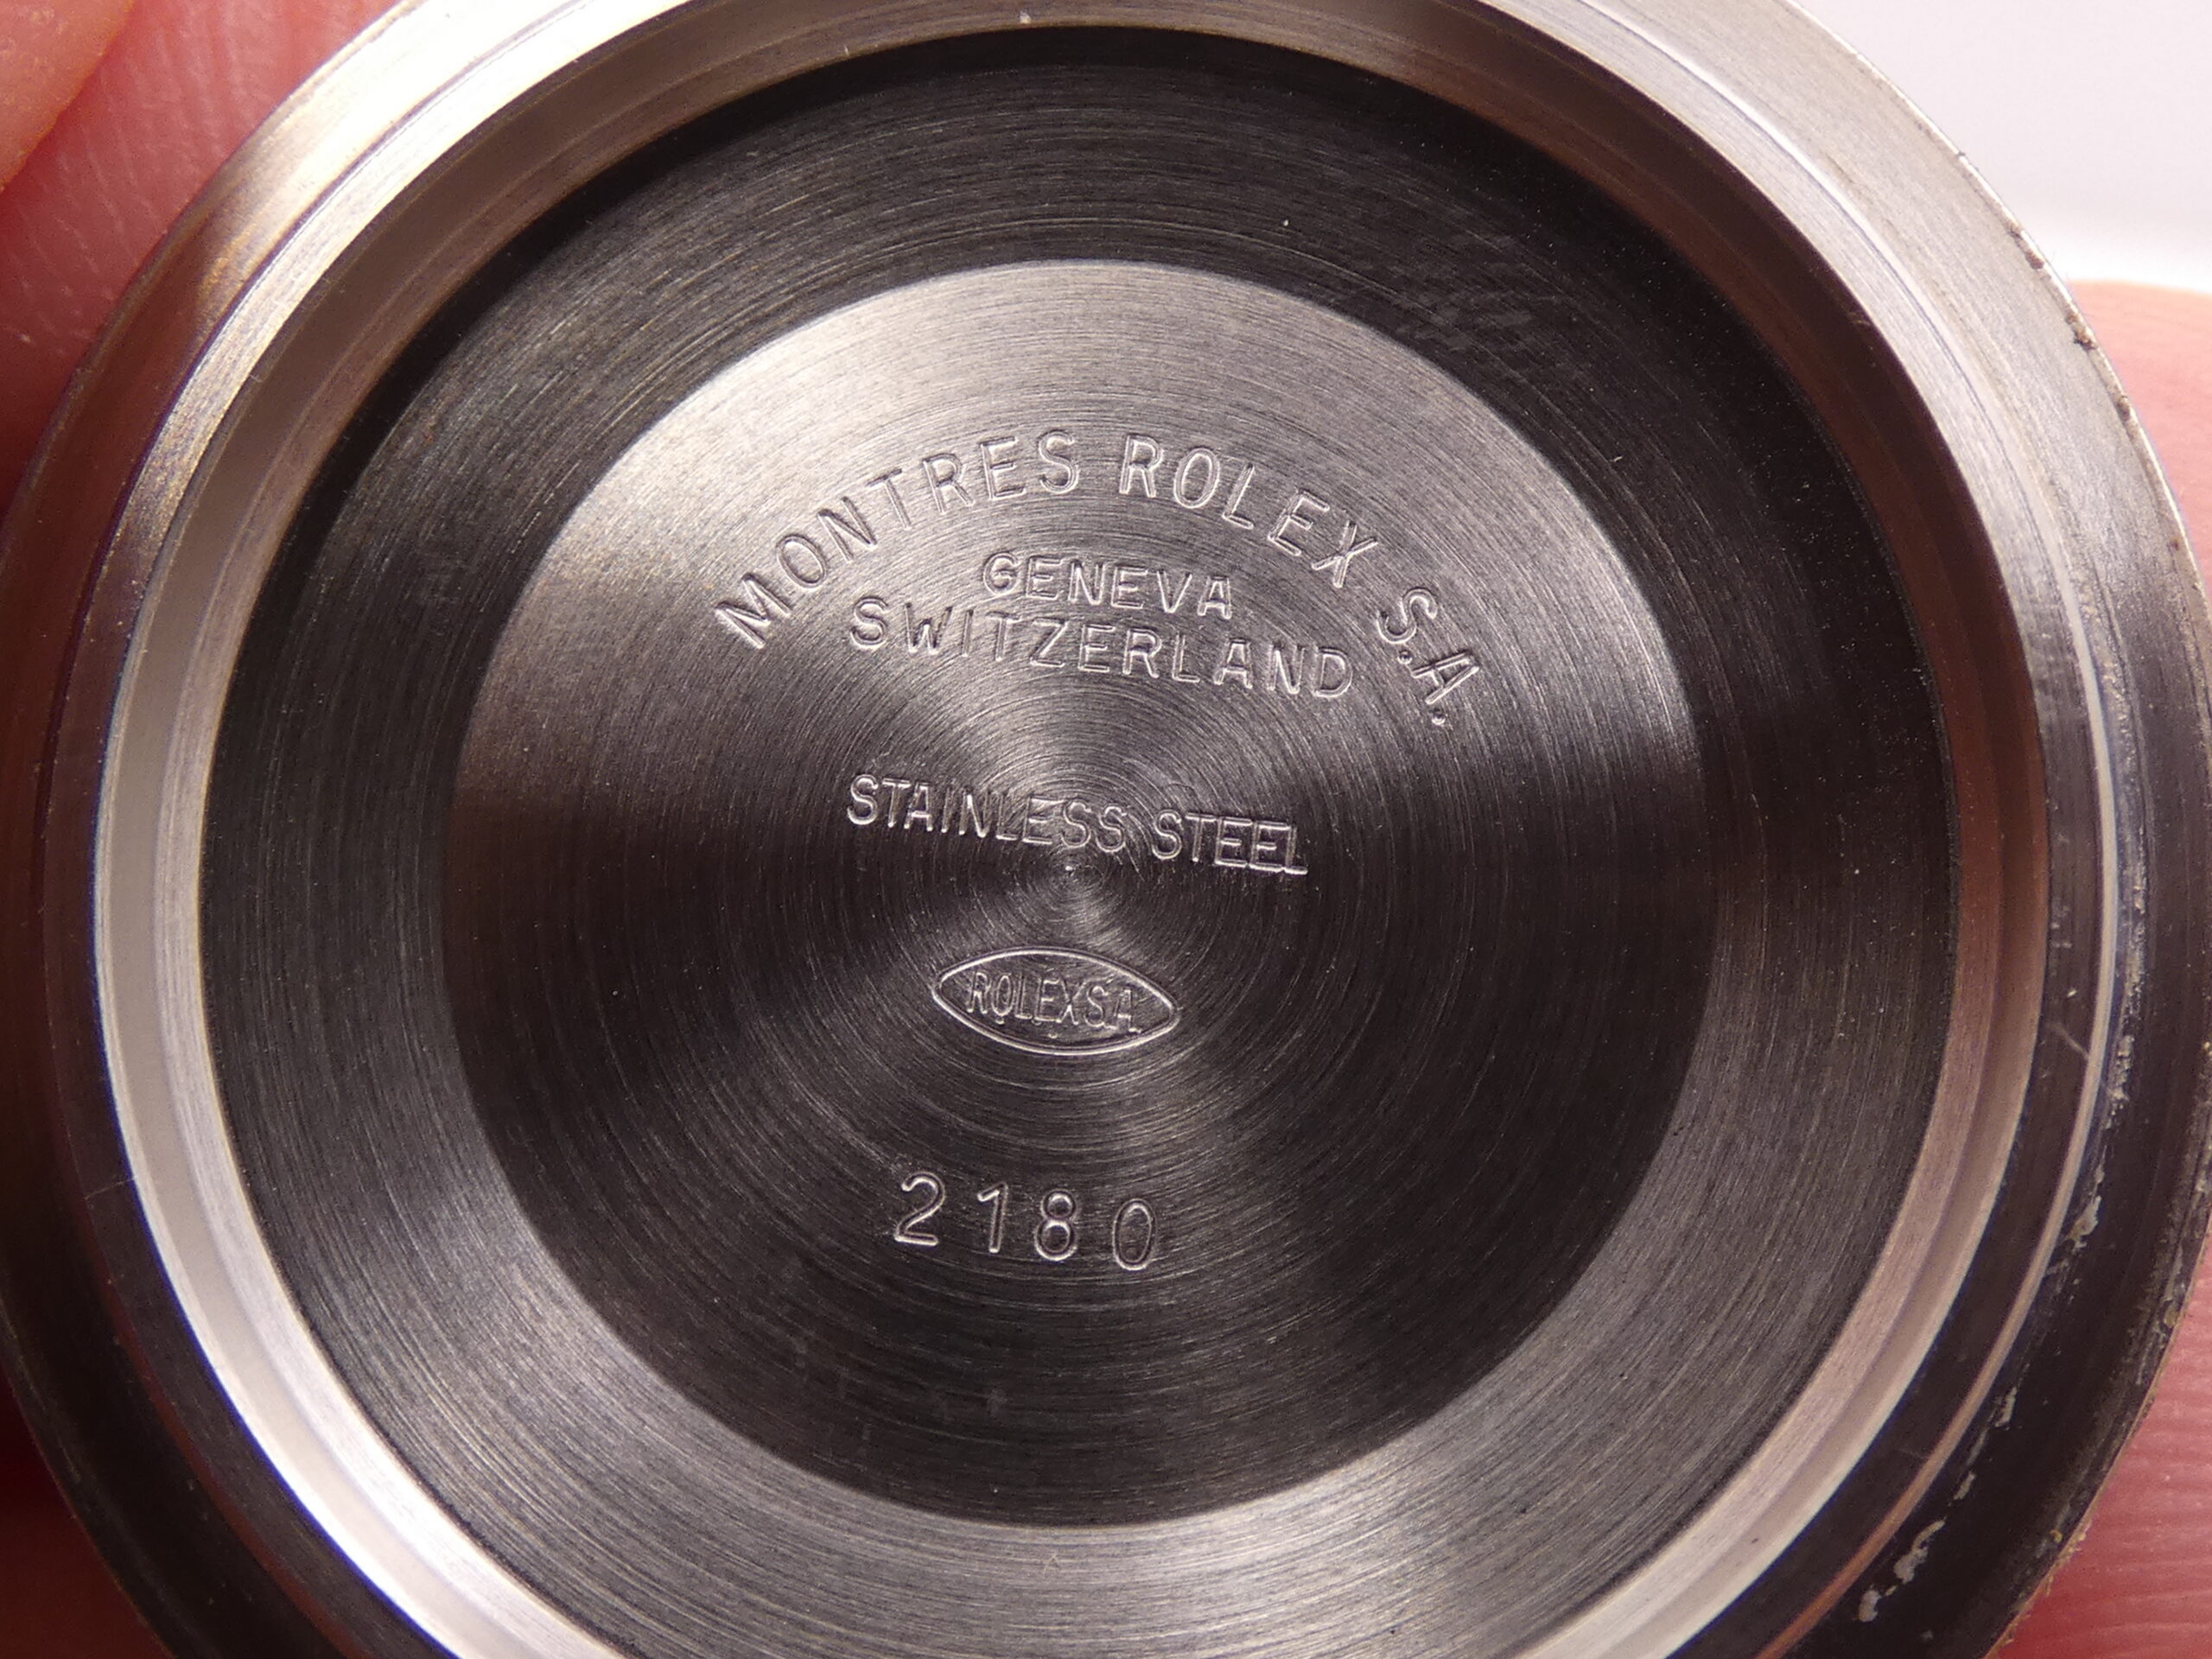 MONTRES ROLEX S.A.
GENEVA
SWITZERLAND
STAINLESS STEEL
ROLEX S.A.
2180